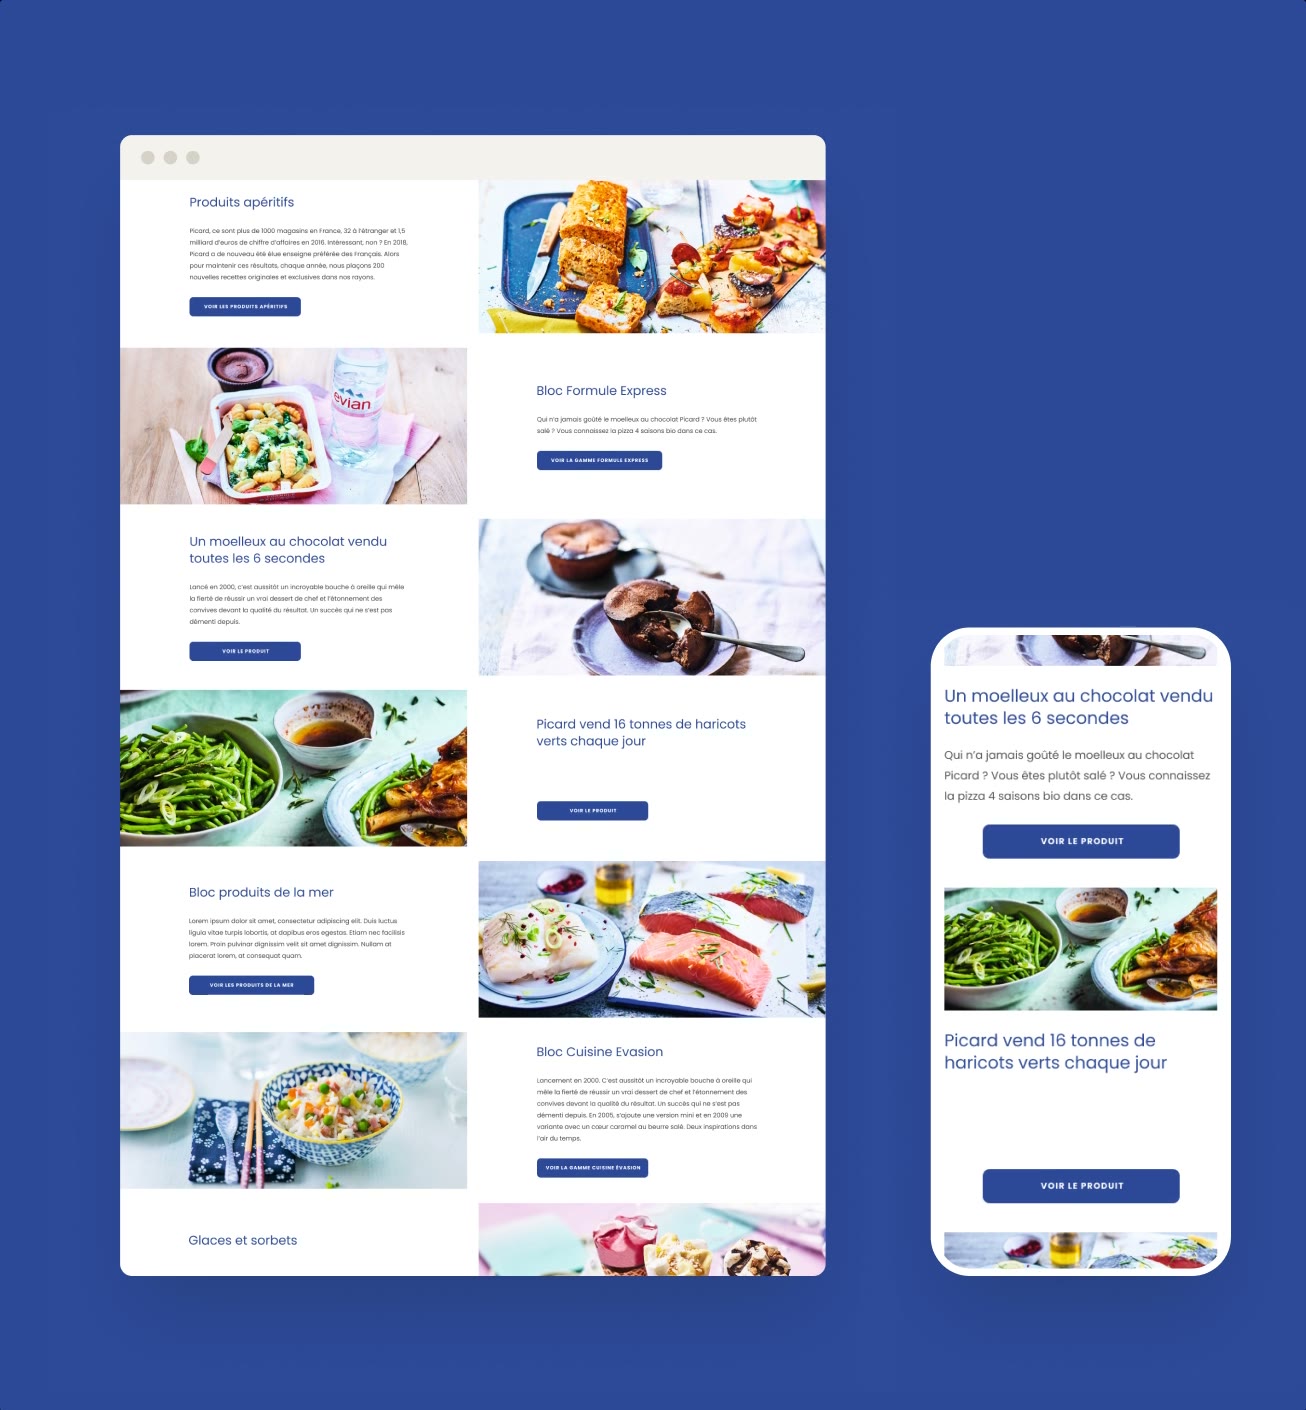 Produits apéritifs
Picard, ce sont plus de 1000 magasins en France, 32 à l'étranger et 1,5
milliard d'euros de chiffre d'affaires en 2016. Intéressant, non ? En 2018,
Picard a de nouveau été élue enseigne préférée des Français. Alors
pour maintenir ces résultats, chaque année, nous plaçons 200
nouvelles recettes originales et exclusives dans nos rayons.
VOIR LES PRODUITS APÉRITIFS
evian
Bloc Formule Express
Qui n'a jamais goûté le moelleux au chocolat Picard ? Vous êtes plutôt
salé ? Vous connaissez la pizza 4 saisons bio dans ce cas.
VOIR LA GAMME FORMULE EXPRESS
Un moelleux au chocolat vendu
toutes les 6 secondes
Lancé en 2000, c'est aussitôt un incroyable bouche à oreille qui mêle
la fierté de réussir un vrai dessert de chef et l'étonnement des
convives devant la qualité du résultat. Un succès qui ne s'est pas
démenti depuis.
VOIR LE PRODUIT
Picard vend 16 tonnes de haricots
verts chaque jour
VOIR LE PRODUIT
Bloc produits de la mer
Lorem ipsum dolor sit amet, consectetur adipiscing elit. Duis luctus
ligula vitae turpis lobortis, at dapibus eros egestas. Etiam nec facilisis
lorem. Proin pulvinar dignissim velit sit amet dignissim. Nullam at
placerat lorem, at consequat quam.
VOIR LES PRODUITS DE LA MER
Bloc Cuisine Evasion
Lancement en 2000. C'est aussitôt un incroyable bouche à oreille qui
mêle la fierté de réussir un vrai dessert de chef et l'étonnement des
convives devant la qualité du résultat. Un succès qui ne s'est pas
démenti depuis. En 2005, s'ajoute une version mini et en 2009 une
variante avec un cœur caramel au beurre salé. Deux inspirations dans
l'air du temps.
VOIR LA GAMME CUISINE ÉVASION
Glaces et sorbets
Un moelleux au chocolat vendu
toutes les 6 secondes
Qui n'a jamais goûté le moelleux au chocolat
Picard ? Vous êtes plutôt salé ? Vous connaissez
la pizza 4 saisons bio dans ce cas.
VOIR LE PRODUIT
Picard vend 16 tonnes de
haricots verts chaque jour
VOIR LE PRODUIT